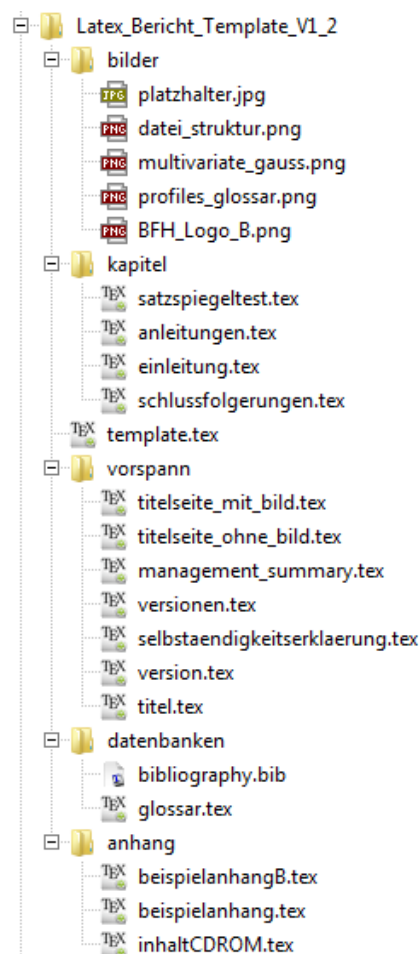 Latex_Bericht_Template_V1_2
bilder
platzhalter.jpg
datei_struktur.png
multivariate_gauss.png
profiles_glossar.png
BFH_Logo_B.png
kapitel
satzspiegeltest.tex
anleitungen.tex
einleitung.tex
schlussfolgerungen.tex
template.tex
vorspann
titelseite_mit_bild.tex
titelseite_ohne_bild.tex
management_summary.tex
versionen.tex
selbstaendigkeitserklaerung.tex
version.tex
titel.tex
datenbanken
bibliography.bib
glossar.tex
anhang
beispielanhangB.tex
beispielanhang.tex
inhaltCDROM.tex